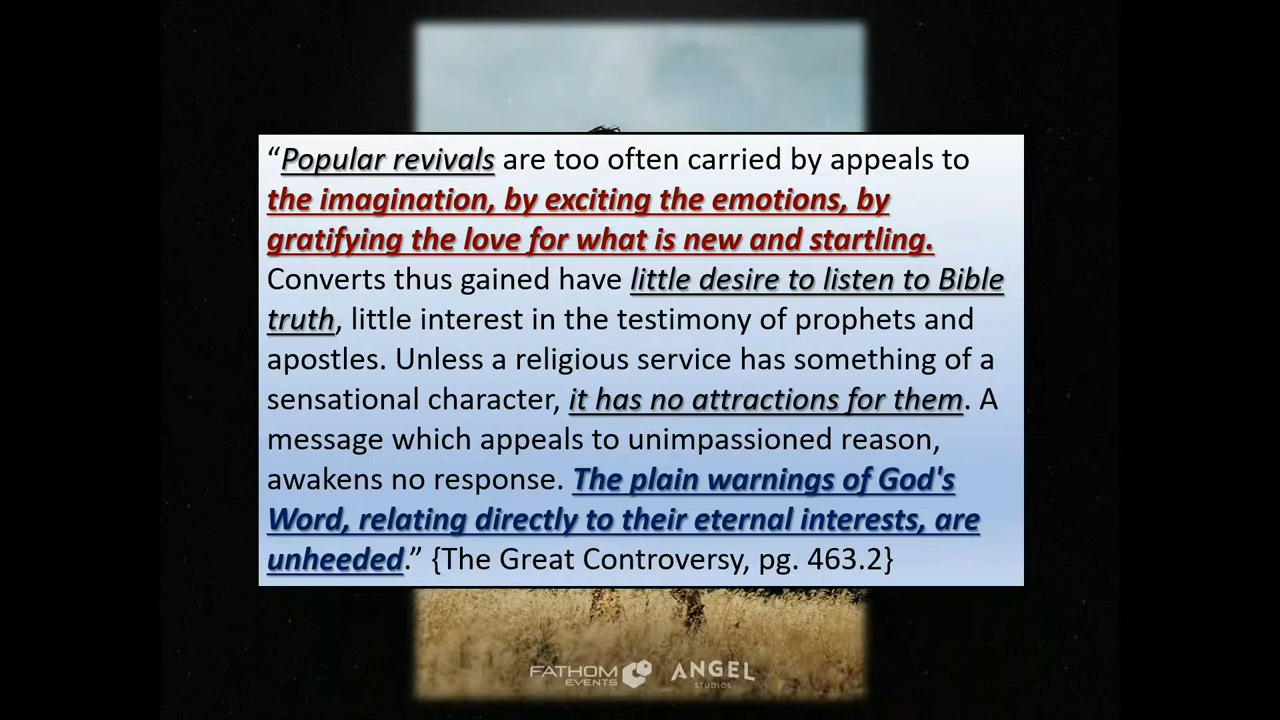 “Popular revivals are too often carried by appeals to
the imagination, by exciting the emotions, by
gratifying the love for what is new and startling.
Converts thus gained have little desire to listen to Bible
truth, little interest in the testimony of prophets and
apostles. Unless a religious service has something of a
sensational character, it has no attractions for them. A
message which appeals to unimpassioned reason,
awakens no response. The plain warnings of God's
Word, relating directly to their eternal interests, are
unheeded.” {The Great Controversy, pg. 463.2}
FATHOM EVENTS ANGEL STUDIOS